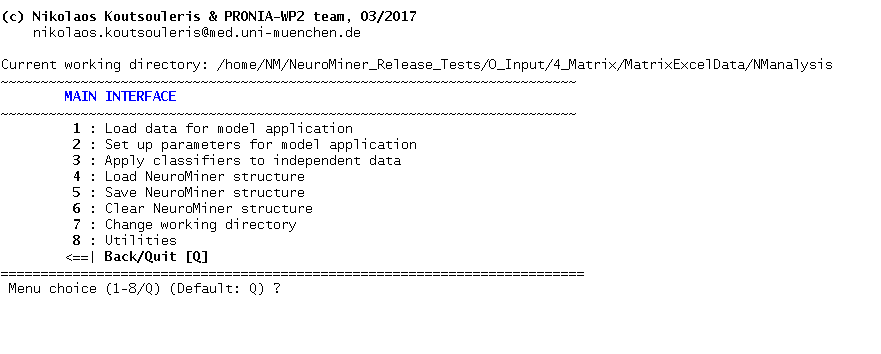 (c) Nikolaos Koutsouleris & PRONIA-WP2 team, 03/2017
nikolaos.koutsouleris@med.uni-muenchen.de
Current working directory: /home/NM/NeuroMiner_Release_Tests/O_Input/4_Matrix/MatrixExcelData/NManalysis
~~~~~~~~~~~~~~~~~~~~~~~~~~~~~~~~~~~~~~~~~~~~~~~~~~~~~~~~~~~~~~~~~~~~~~~~
MAIN INTERFACE
~~~~~~~~~~~~~~~~~~~~~~~~~~~~~~~~~~~~~~~~~~~~~~~~~~~~~~~~~~~~~~~~~~~~~~~~
1 : Load data for model application
2 : Set up parameters for model application
3 : Apply classifiers to independent data
4 : Load NeuroMiner structure
5 : Save NeuroMiner structure
6 : Clear NeuroMiner structure
7 : Change working directory
8 : Utilities
<==| Back/Quit [Q]
=========================================================================
Menu choice (1-8/Q) (Default: Q) ?